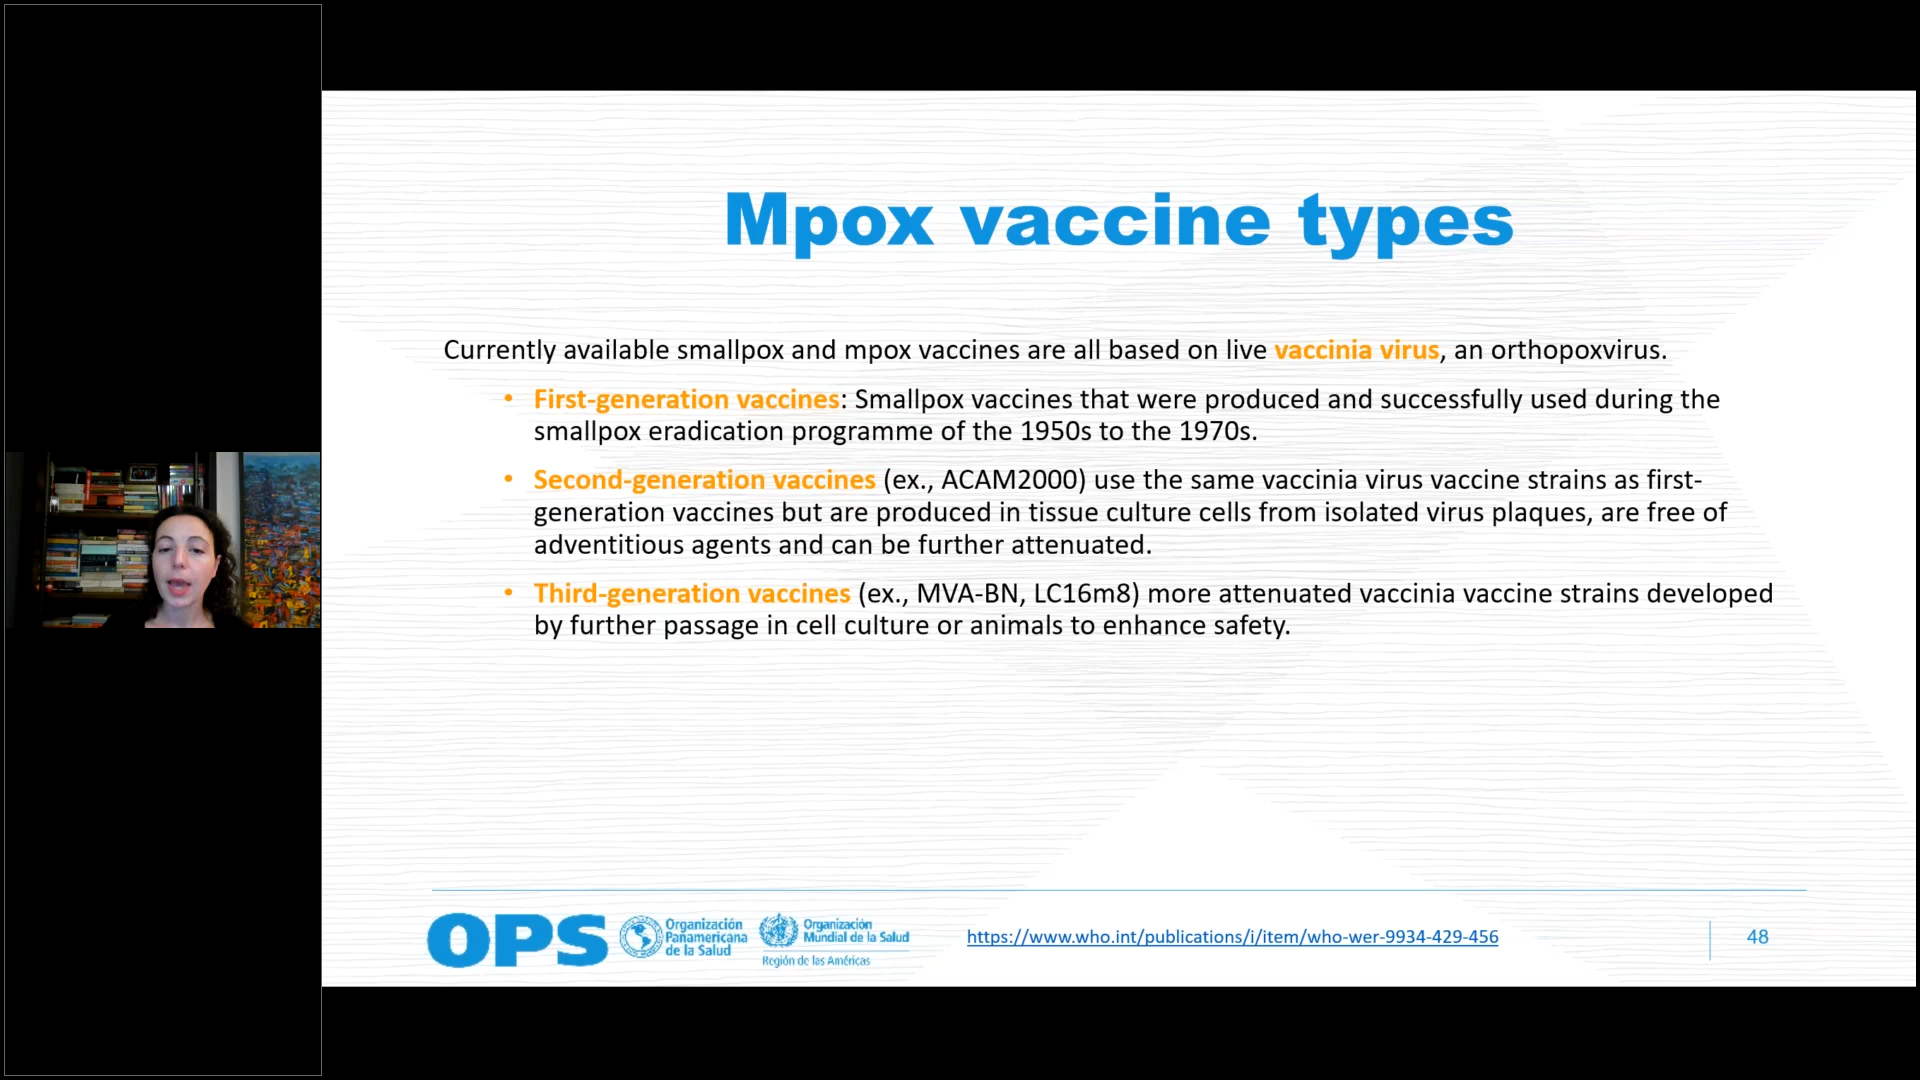 Mpox vaccine types
Currently available smallpox and mpox vaccines are all based on live vaccinia virus, an orthopoxvirus.
• First-generation vaccines: Smallpox vaccines that were produced and successfully used during the
smallpox eradication programme of the 1950s to the 1970s.
• Second-generation vaccines (ex., ACAM2000) use the same vaccinia virus vaccine strains as first-
generation vaccines but are produced in tissue culture cells from isolated virus plaques, are free of
adventitious agents and can be further attenuated.
• Third-generation vaccines (ex., MVA-BN, LC16m8) more attenuated vaccinia vaccine strains developed
by further passage in cell culture or animals to enhance safety.
OPS
Organización
Panamericana
de la Salud
Organización
Mundial de la Salud
Región de las Américas
https://www.who.int/publications/i/item/who-wer-9934-429-456
48